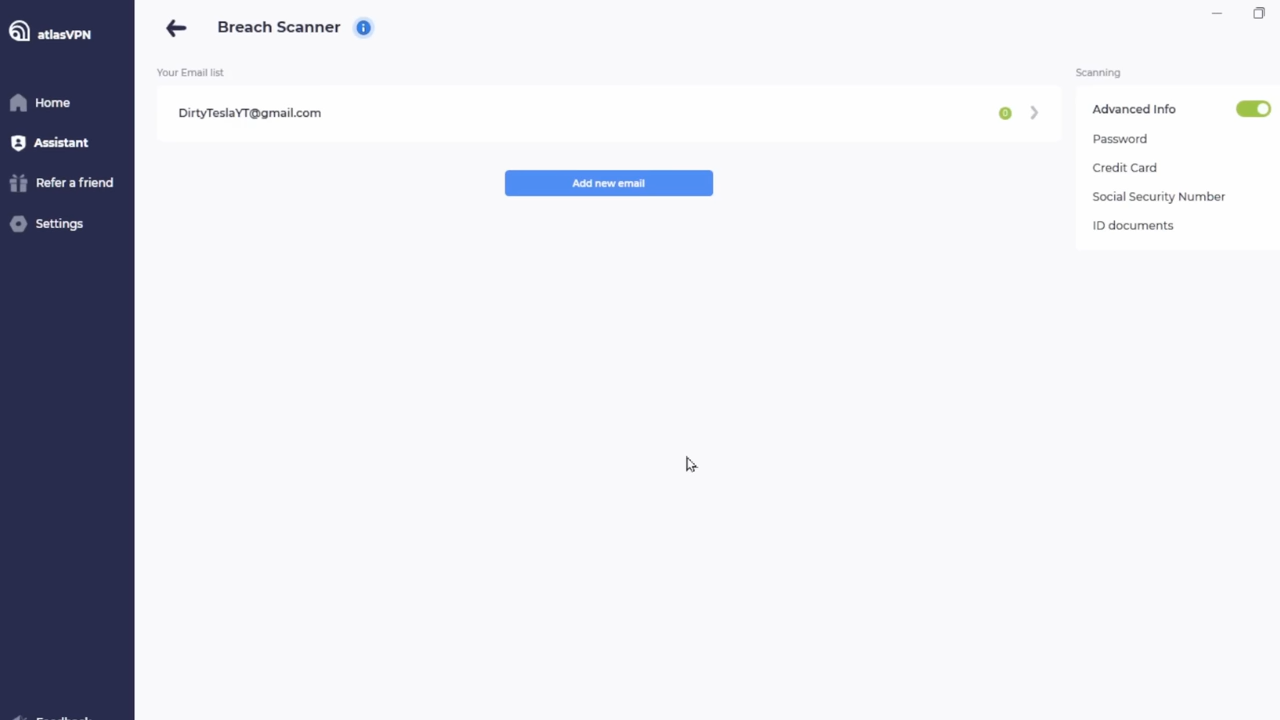 atlasVPN
Home
Assistant
Refer a friend
Settings
Breach Scanner
Your Email list
DirtyTeslaYT@gmail.com
0
Add new email
Scanning
Advanced Info
Password
Credit Card
Social Security Number
ID documents